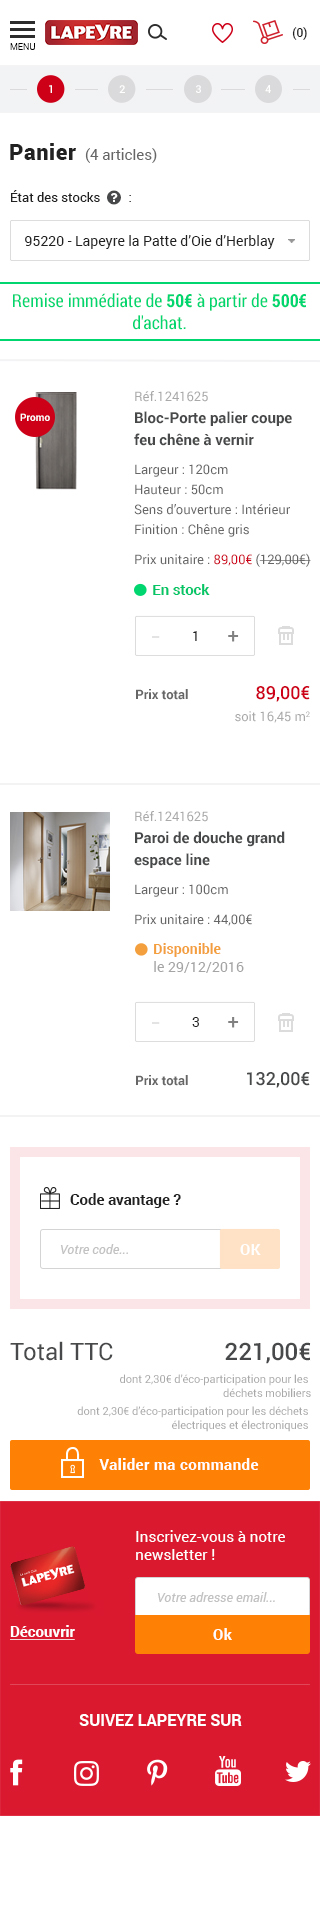 MENU
LAPEYRE
(0)
1 2 3 4
Panier (4 articles)
État des stocks ? :
95220 - Lapeyre la Patte d'Oie d'Herblay
Remise immédiate de 50€ à partir de 500€
d'achat.
Promo
Réf.1241625
Bloc-Porte palier coupe
feu chêne à vernir
Largeur : 120cm
Hauteur : 50cm
Sens d'ouverture : Intérieur
Finition : Chêne gris
Prix unitaire : 89,00€ (129,00€)
En stock
– 1 +
Prix total 89,00€
soit 16,45 m²
Réf.1241625
Paroi de douche grand
espace line
Largeur : 100cm
Prix unitaire : 44,00€
Disponible
le 29/12/2016
– 3 +
Prix total 132,00€
Code avantage ?
Votre code... OK
Total TTC 221,00€
dont 2,30€ d'éco-participation pour les
déchets mobiliers
dont 2,30€ d'éco-participation pour les déchets
électriques et électroniques
Valider ma commande
Inscrivez-vous à notre
newsletter !
LAPEYRE
Votre adresse email...
Découvrir
Ok
SUIVEZ LAPEYRE SUR
You
Tube